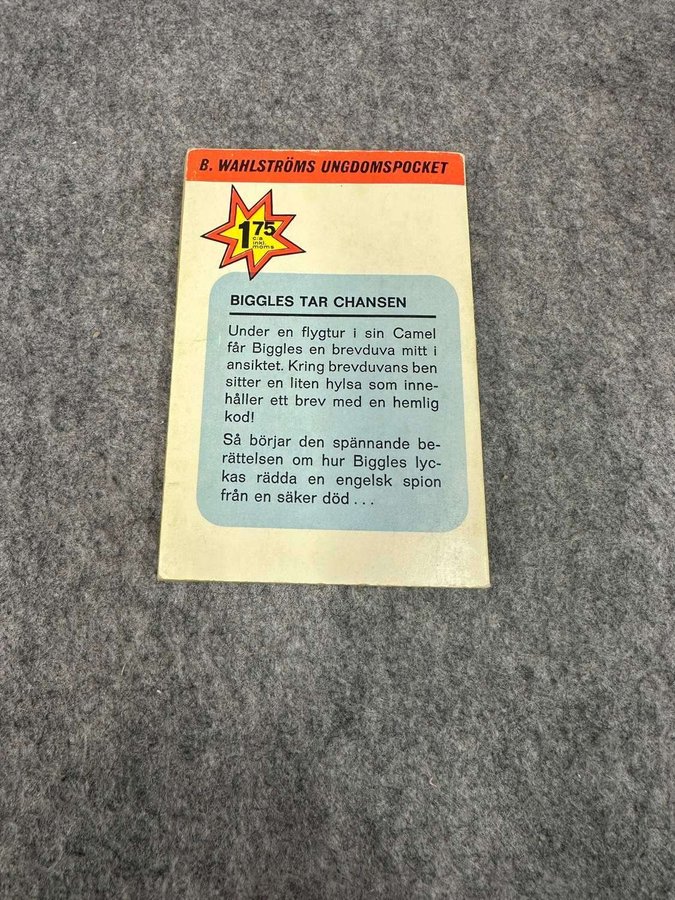 B. WAHLSTRÖMS UNGDOMSPOCKET
175
c:a
inkl.
moms
BIGGLES TAR CHANSEN
Under en flygtur i sin Camel
får Biggles en brevduva mitt i
ansiktet. Kring brevduvans ben
sitter en liten hylsa som inne-
håller ett brev med en hemlig
kod!
Så börjar den spännande be-
rättelsen om hur Biggles lyc-
kas rädda en engelsk spion
från en säker död ...